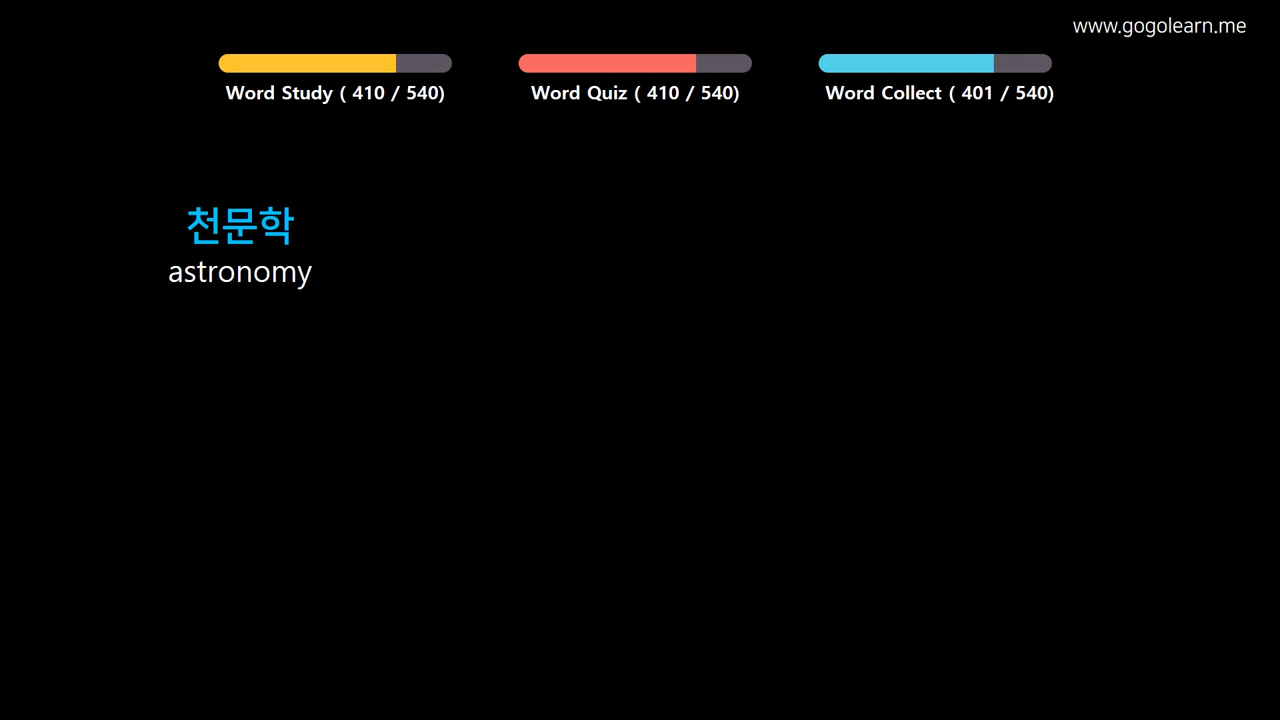 www.gogolearn.me
Word Study ( 410 / 540)
Word Quiz ( 410 / 540)
Word Collect ( 401 / 540)
천문학
astronomy